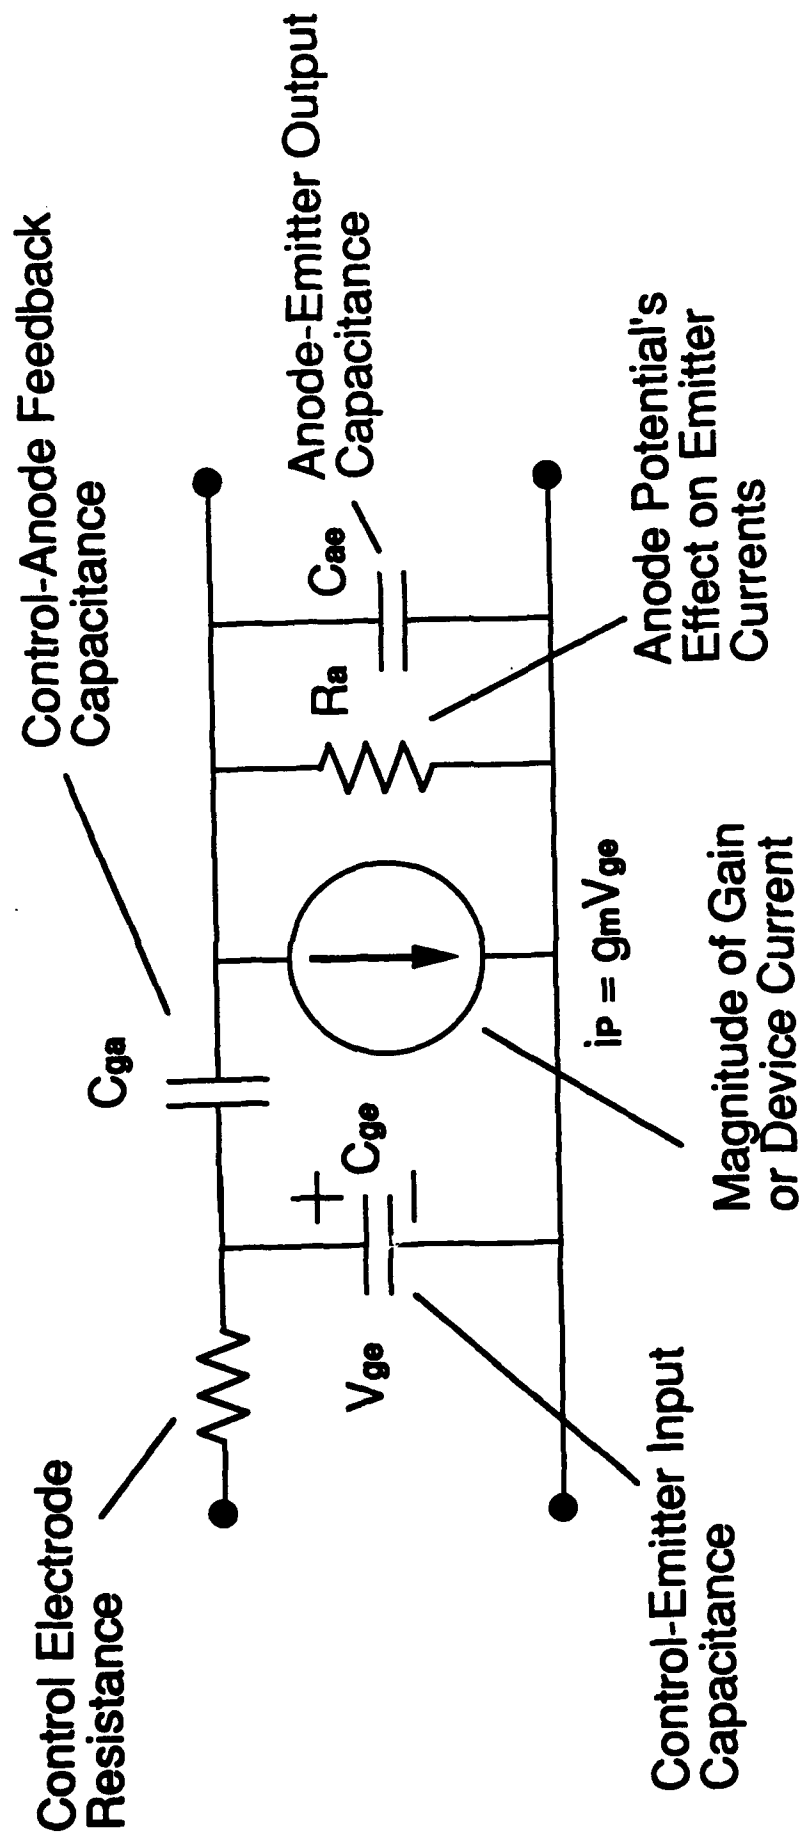 Control Electrode
Resistance
Control-Anode Feedback
Capacitance
Cga
Anode-Emitter Output
Capacitance
Cae
Ra
+
Cge
Vge
−
iP = gmVge
Control-Emitter Input
Capacitance
Magnitude of Gain
or Device Current
Anode Potential's
Effect on Emitter
Currents